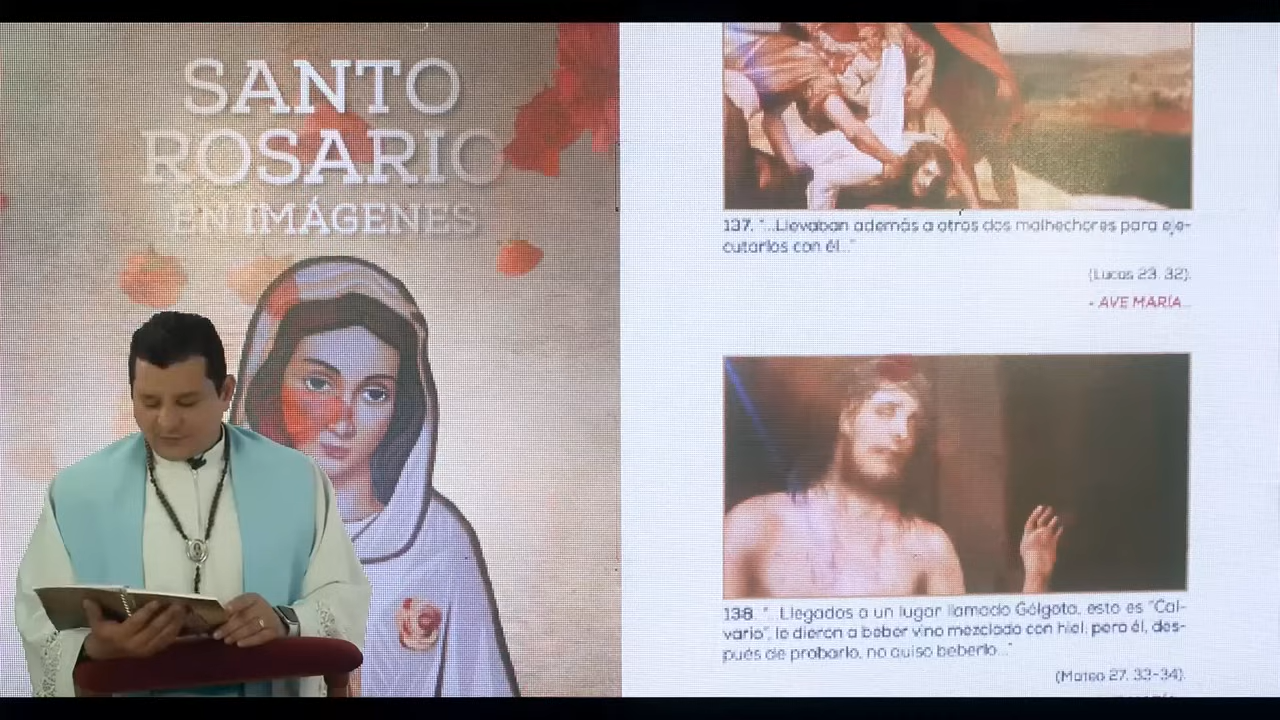 SANTO
ROSARIO
EN IMÁGENES
137. "...Llevaban además a otros dos malhechores para eje-
cutarlos con él..."
(Lucas 23, 32).
- AVE MARÍA...
138. "... Llegados a un lugar llamado Gólgota, esto es "Cal-
vario", le dieron a beber vino mezclado con hiel; pero él, des-
pués de probarlo, no quiso beberlo..."
(Mateo 27, 33-34).